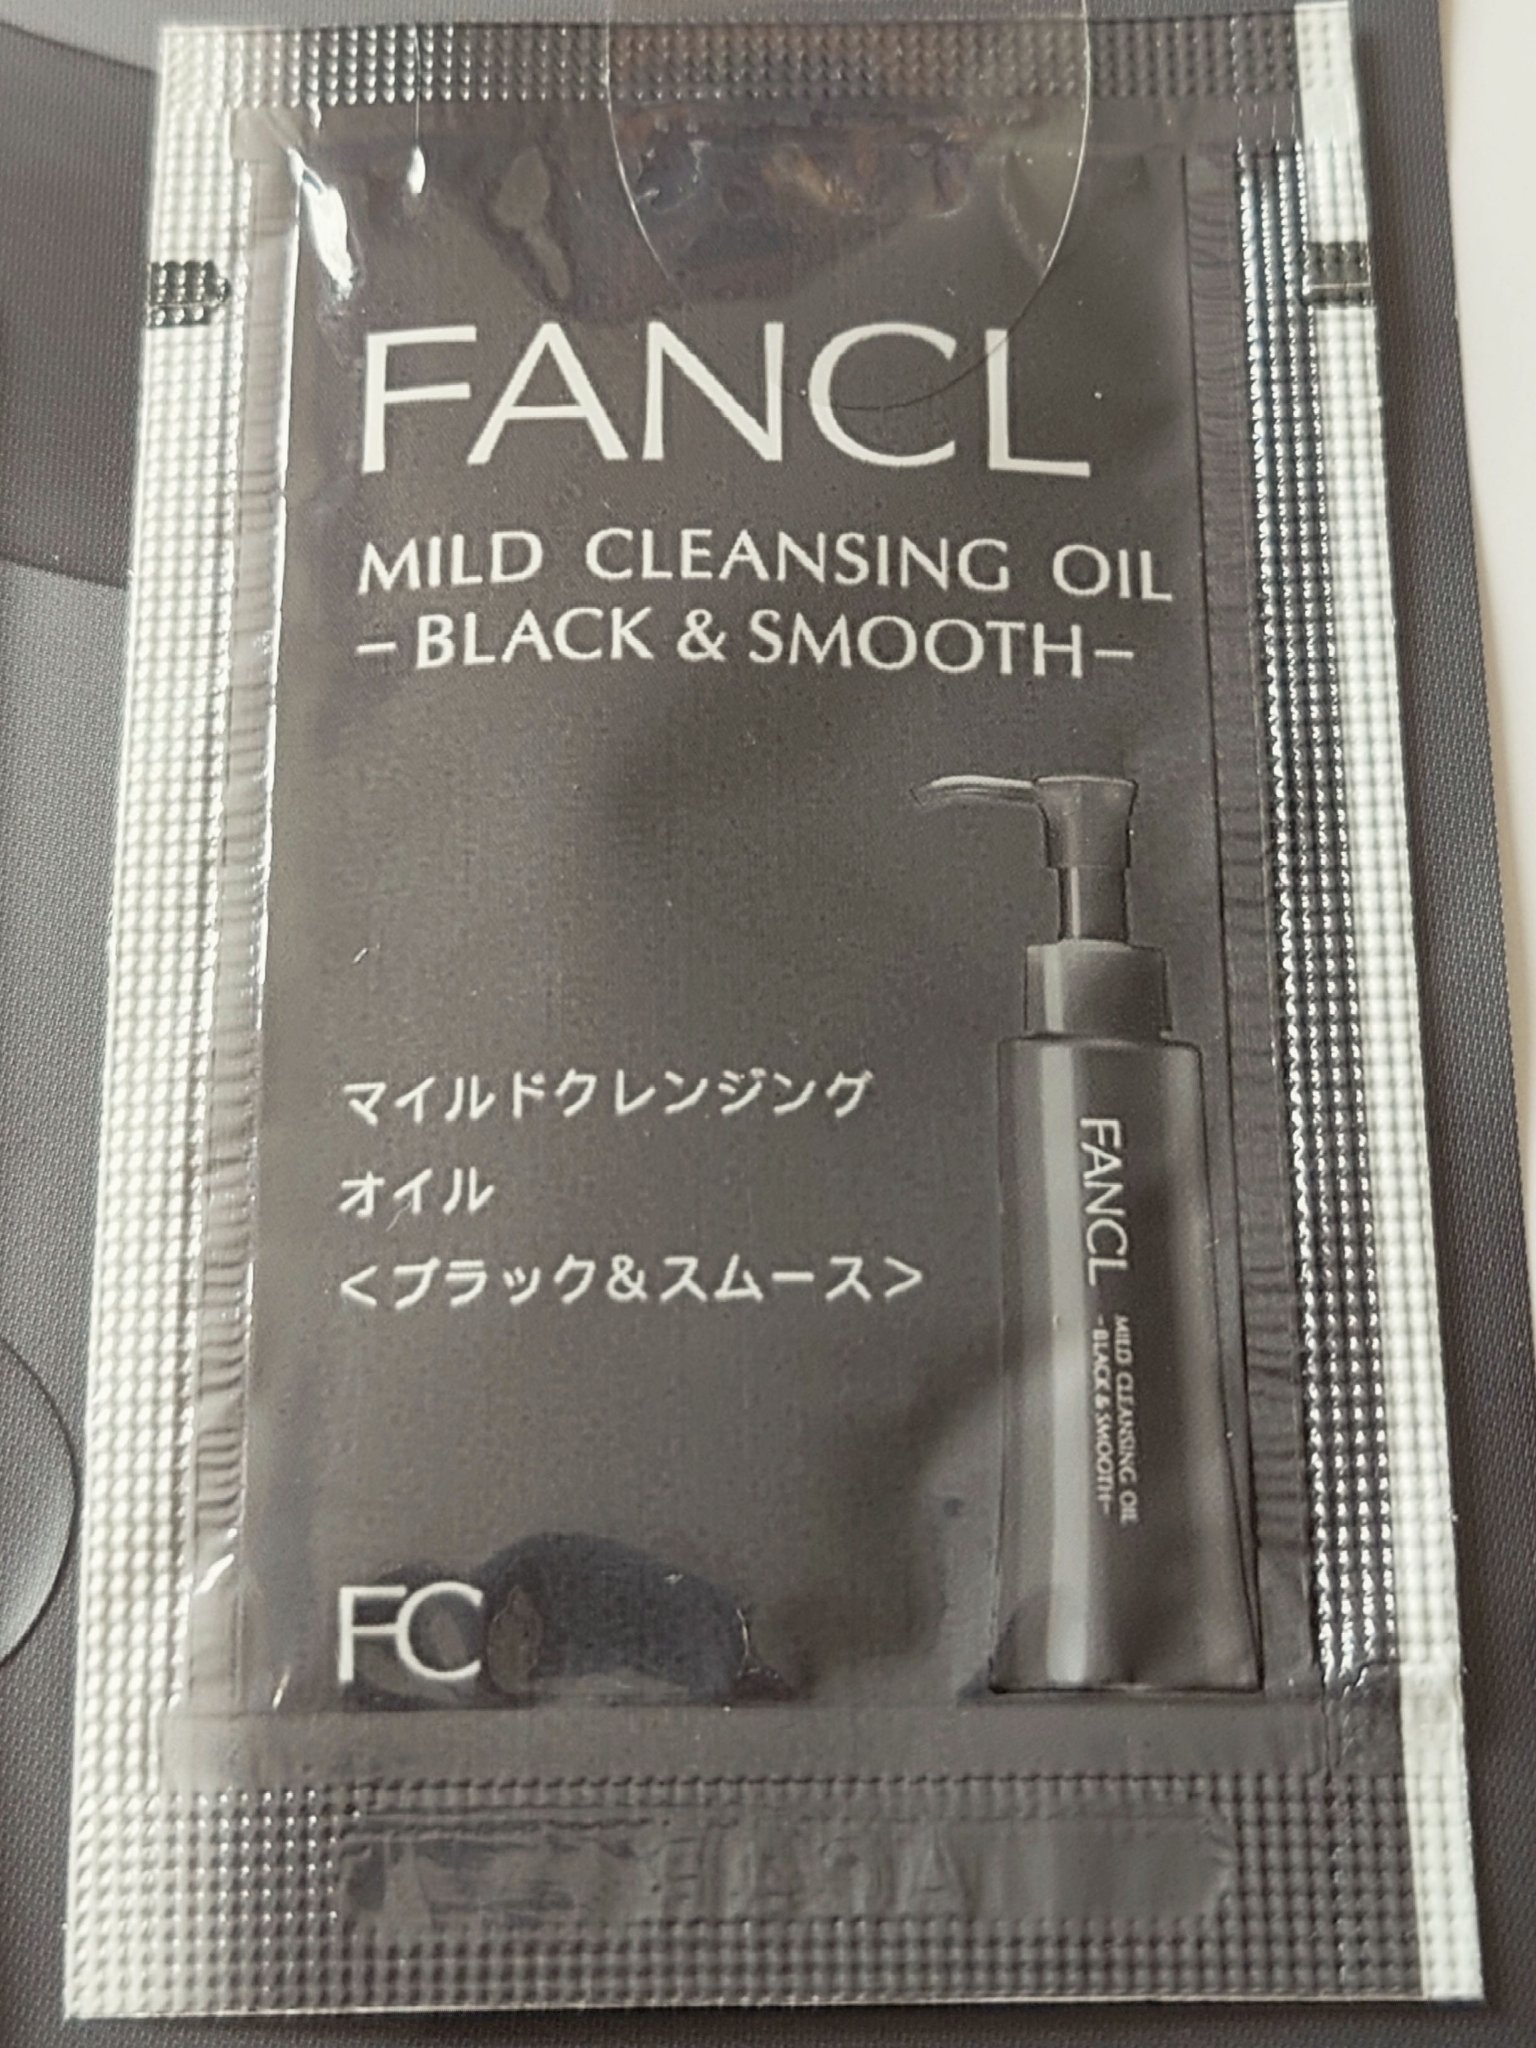 FANCL
MILD CLEANSING OIL
–BLACK & SMOOTH–
マイルドクレンジング
オイル
<ブラック&スムース>
FANCL
MILD CLEANSING OIL
–BLACK & SMOOTH–
FC